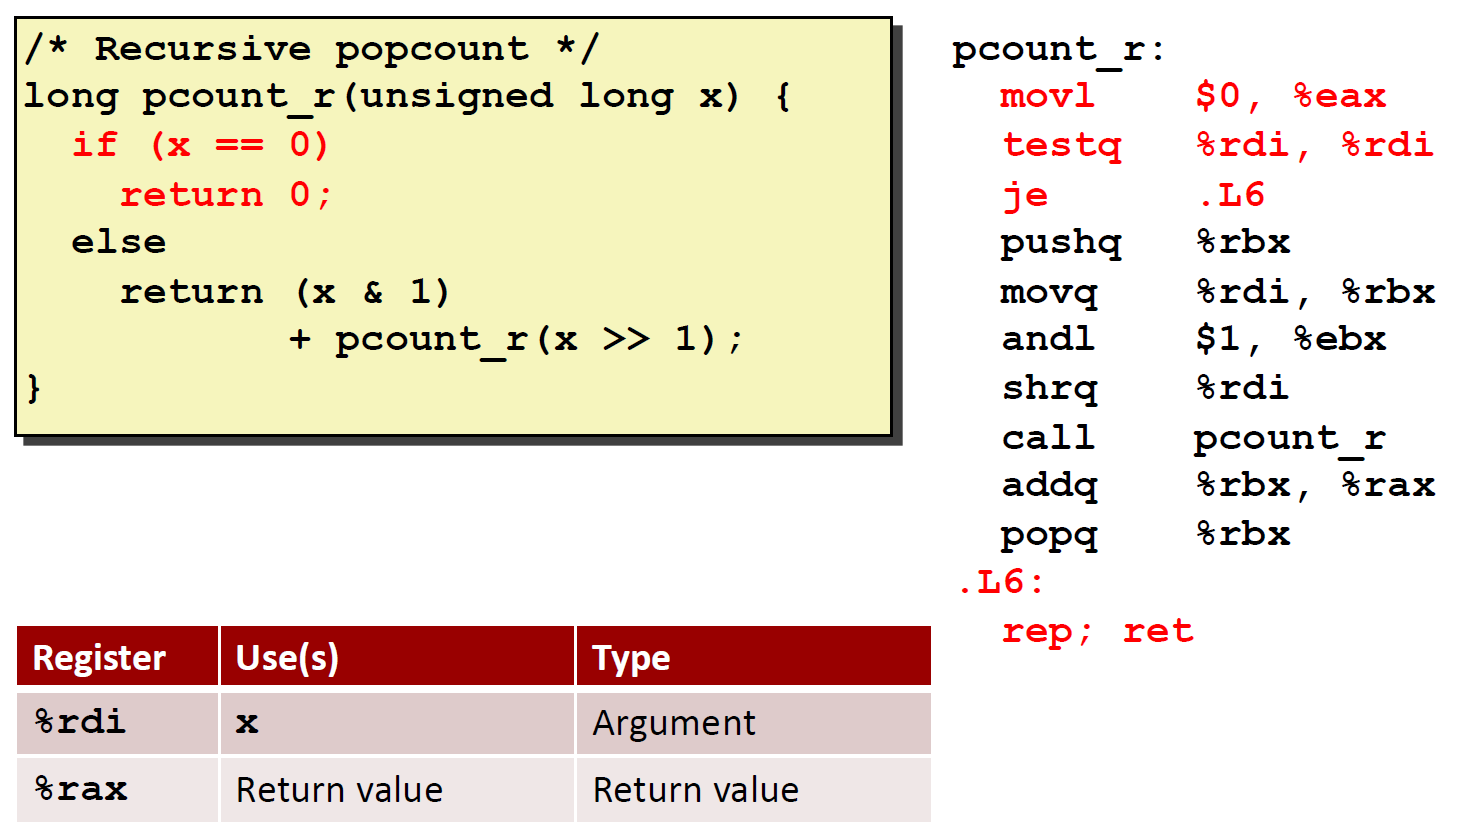 /* Recursive popcount */
long pcount_r(unsigned long x) {
  if (x == 0)
    return 0;
  else
    return (x & 1)
           + pcount_r(x >> 1);
}
pcount_r:
  movl    $0, %eax
  testq   %rdi, %rdi
  je      .L6
  pushq   %rbx
  movq    %rdi, %rbx
  andl    $1, %ebx
  shrq    %rdi
  call    pcount_r
  addq    %rbx, %rax
  popq    %rbx
.L6:
  rep; ret
Register Use(s) Type
%rdi x Argument
%rax Return value Return value